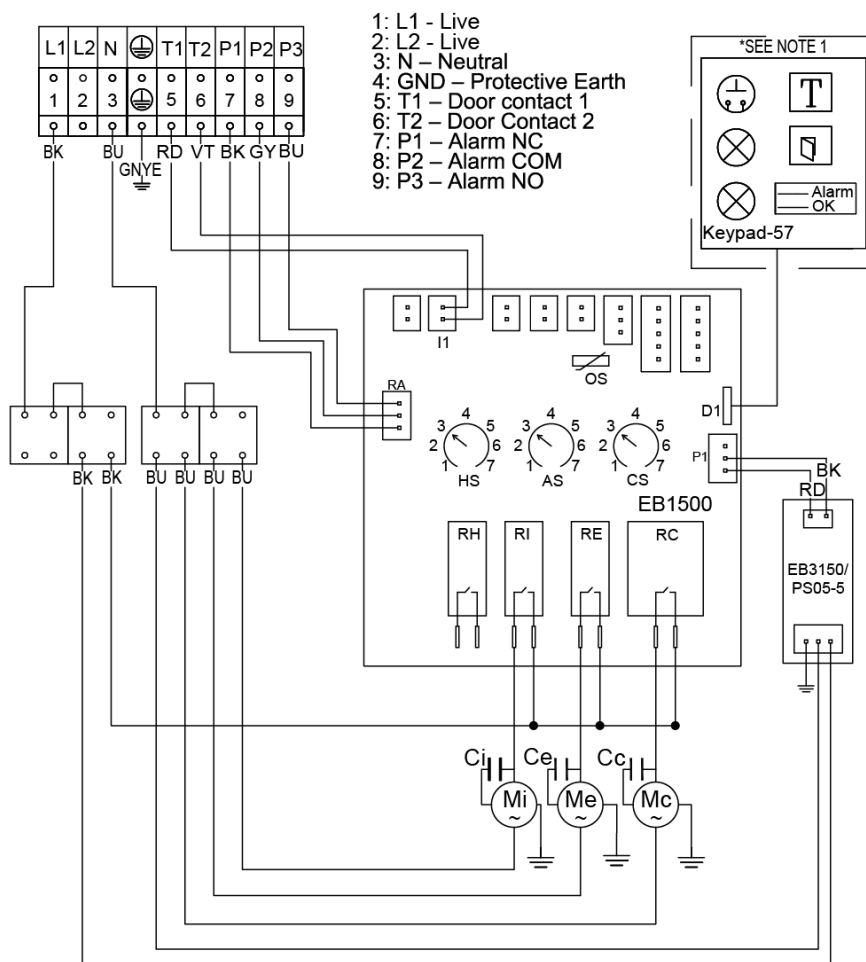 L1 L2 N T1 T2 P1 P2 P3
1 2 3 5 6 7 8 9
BK BU GNYE RD VT BK GY BU
1: L1 - Live
2: L2 - Live
3: N – Neutral
4: GND – Protective Earth
5: T1 – Door contact 1
6: T2 – Door Contact 2
7: P1 – Alarm NC
8: P2 – Alarm COM
9: P3 – Alarm NO
*SEE NOTE 1
T
Alarm
OK
Keypad-57
I1
OS
RA
D1
P1
1 2 3 4 5 6 7
HS
1 2 3 4 5 6 7
AS
1 2 3 4 5 6 7
CS
EB1500
BK
RD
RH RI RE RC
EB3150/
PS05-5
BK BK BU BU BU BU
Ci Ce Cc
Mi Me Mc
~ ~ ~